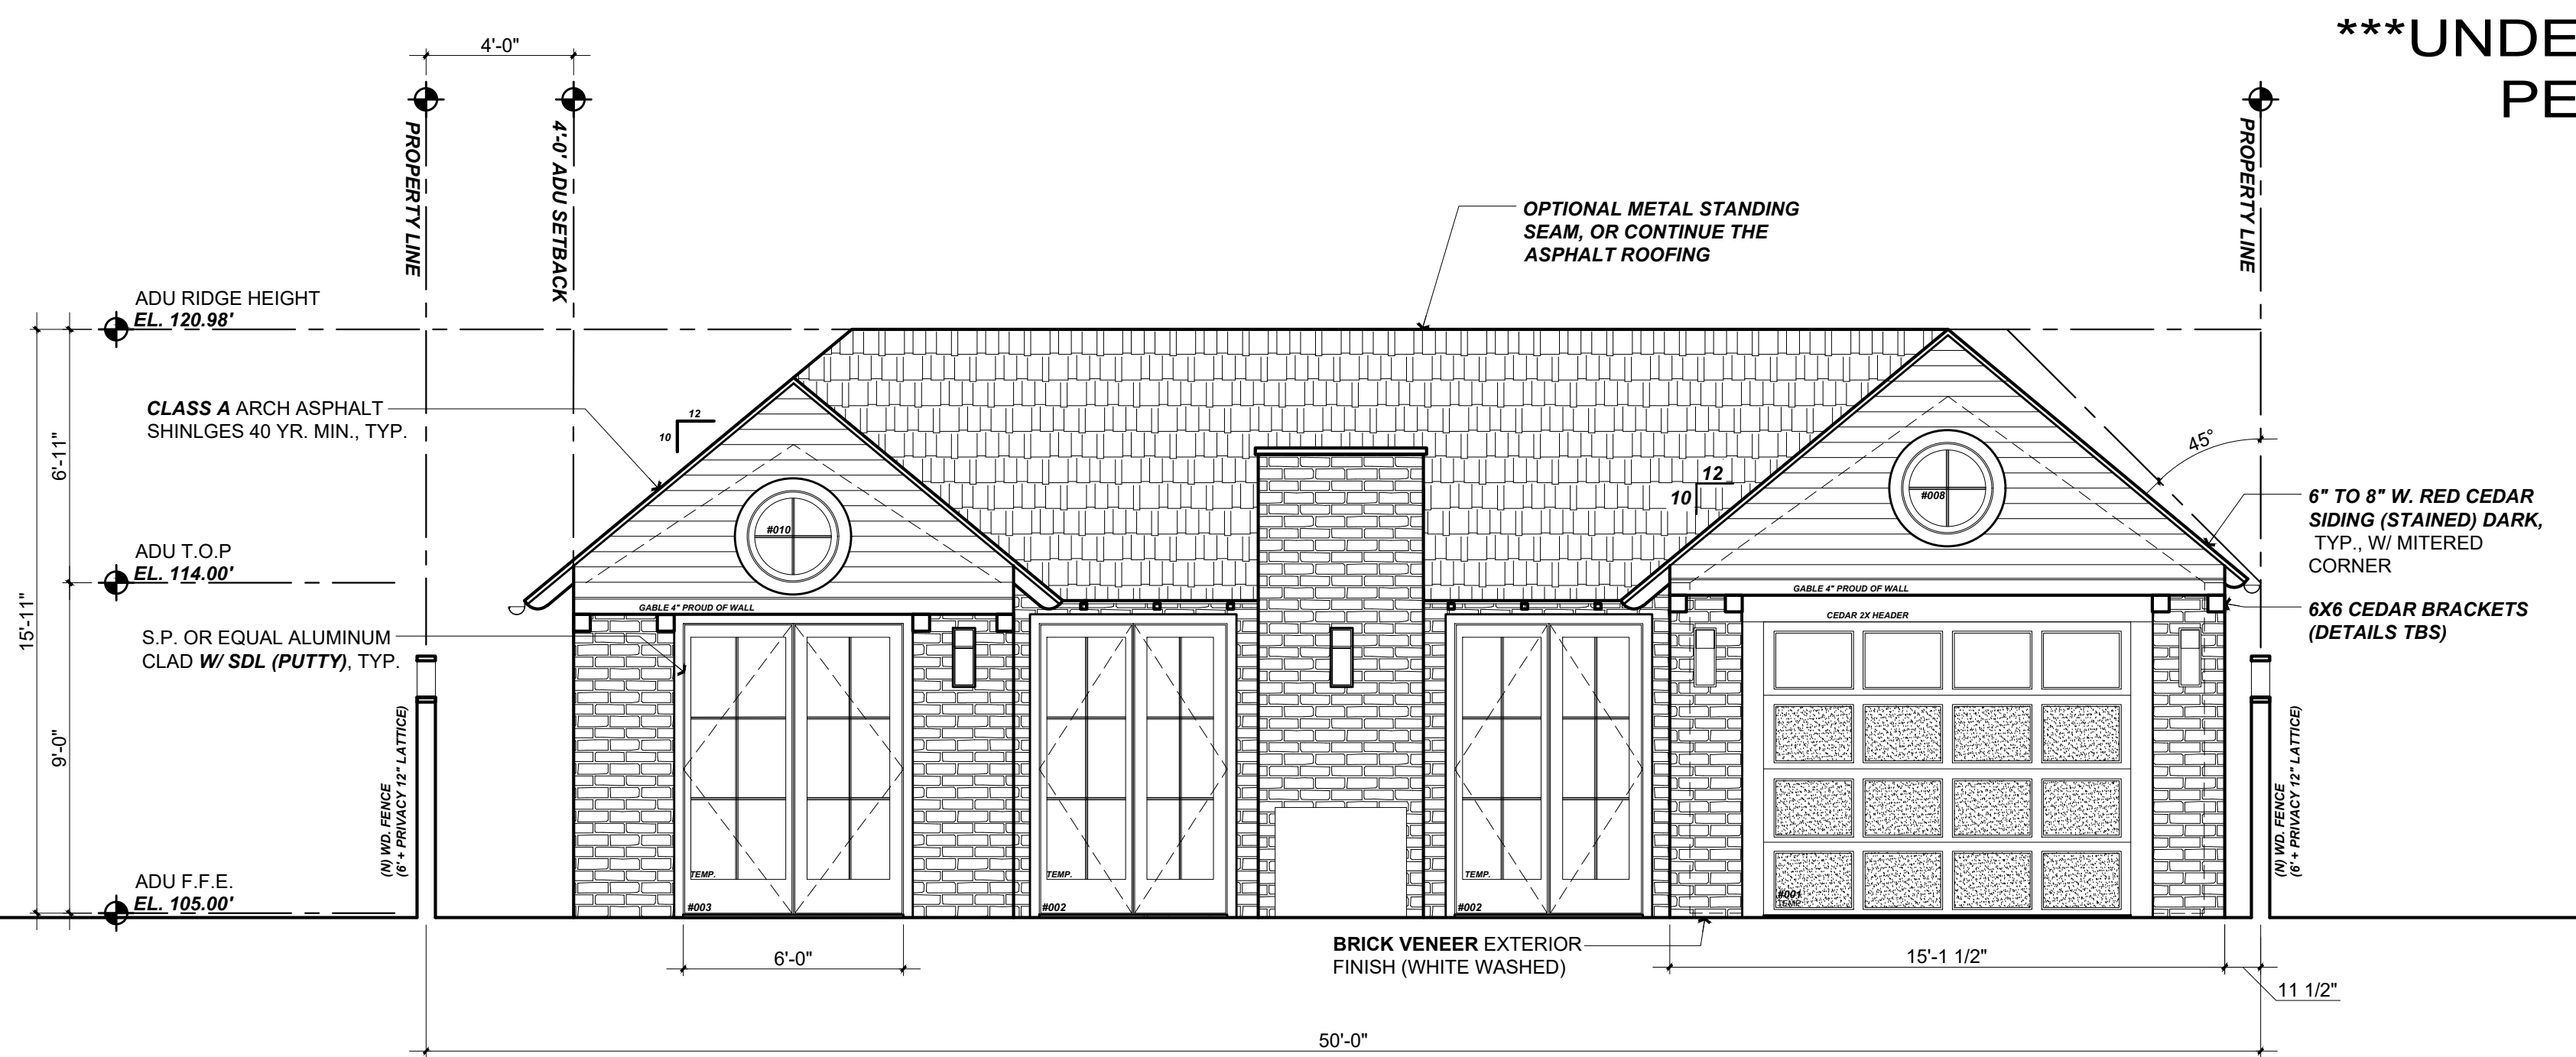 ***UNDE
PE
4'-0"
PROPERTY LINE
4'-0' ADU SETBACK
PROPERTY LINE
OPTIONAL METAL STANDING
SEAM, OR CONTINUE THE
ASPHALT ROOFING
ADU RIDGE HEIGHT
EL. 120.98'
CLASS A ARCH ASPHALT
SHINLGES 40 YR. MIN., TYP.
12
10
6'-11"
45°
12
10
#010
#008
6" TO 8" W. RED CEDAR
SIDING (STAINED) DARK,
TYP., W/ MITERED
CORNER
ADU T.O.P
EL. 114.00'
15'-11"
GABLE 4" PROUD OF WALL
GABLE 4" PROUD OF WALL
CEDAR 2X HEADER
6X6 CEDAR BRACKETS
(DETAILS TBS)
S.P. OR EQUAL ALUMINUM
CLAD W/ SDL (PUTTY), TYP.
9'-0"
(N) WD. FENCE
(6' + PRIVACY 12" LATTICE)
(N) WD. FENCE
(6' + PRIVACY 12" LATTICE)
TEMP.
TEMP.
TEMP.
#001
TEMP.
ADU F.F.E.
EL. 105.00'
#003
#002
#002
BRICK VENEER EXTERIOR
FINISH (WHITE WASHED)
6'-0"
15'-1 1/2"
11 1/2"
50'-0"